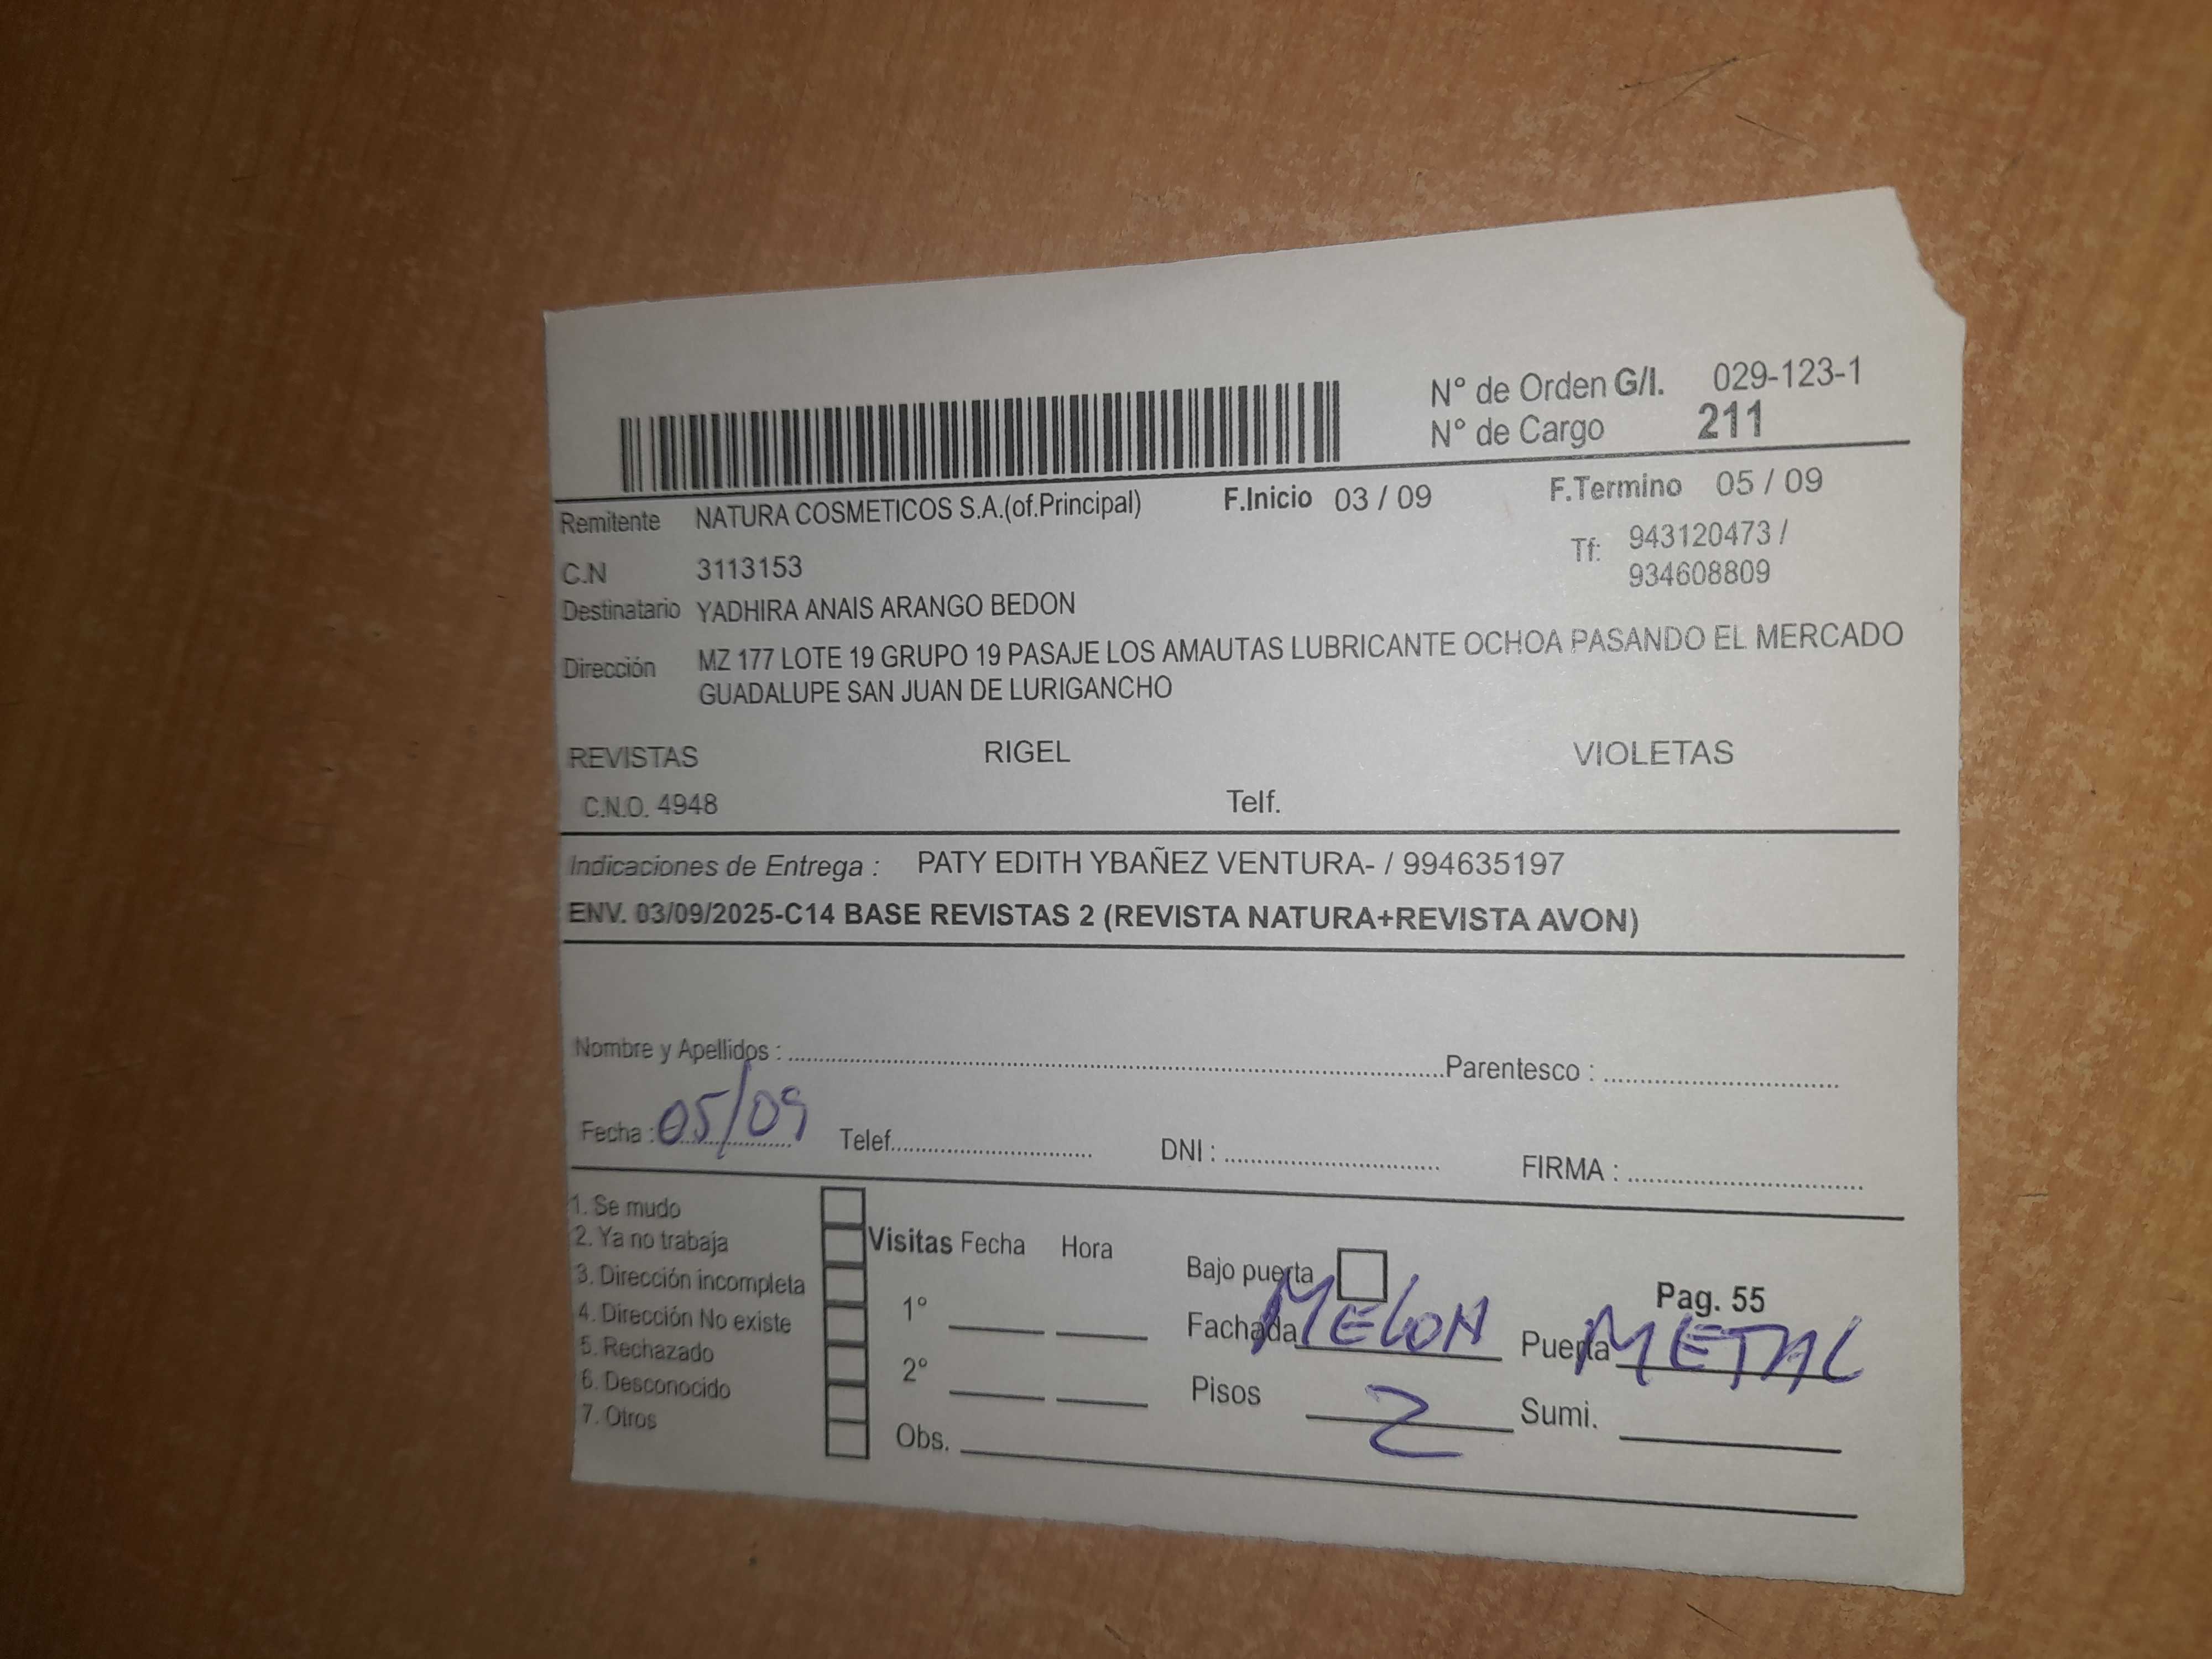 N° de Orden G/I. 029-123-1
N° de Cargo 211
Remitente NATURA COSMETICOS S.A.(of.Principal) F.Inicio 03 / 09 F.Termino 05 / 09
C.N 3113153 Tf: 943120473 /
934608809
Destinatario YADHIRA ANAIS ARANGO BEDON
Dirección MZ 177 LOTE 19 GRUPO 19 PASAJE LOS AMAUTAS LUBRICANTE OCHOA PASANDO EL MERCADO
GUADALUPE SAN JUAN DE LURIGANCHO
REVISTAS RIGEL VIOLETAS
C.N.O. 4948 Telf.
Indicaciones de Entrega : PATY EDITH YBAÑEZ VENTURA- / 994635197
ENV. 03/09/2025-C14 BASE REVISTAS 2 (REVISTA NATURA+REVISTA AVON)
Nombre y Apellidos : Parentesco :
Fecha : 05/09 Telef. DNI : FIRMA :
1. Se mudo
2. Ya no trabaja
3. Dirección incompleta
4. Dirección No existe
5. Rechazado
6. Desconocido
7. Otros
Visitas Fecha Hora
1°
2°
Obs.
Bajo puerta Pag. 55
Fachada MELON Puerta METAL
Pisos 2 Sumi.